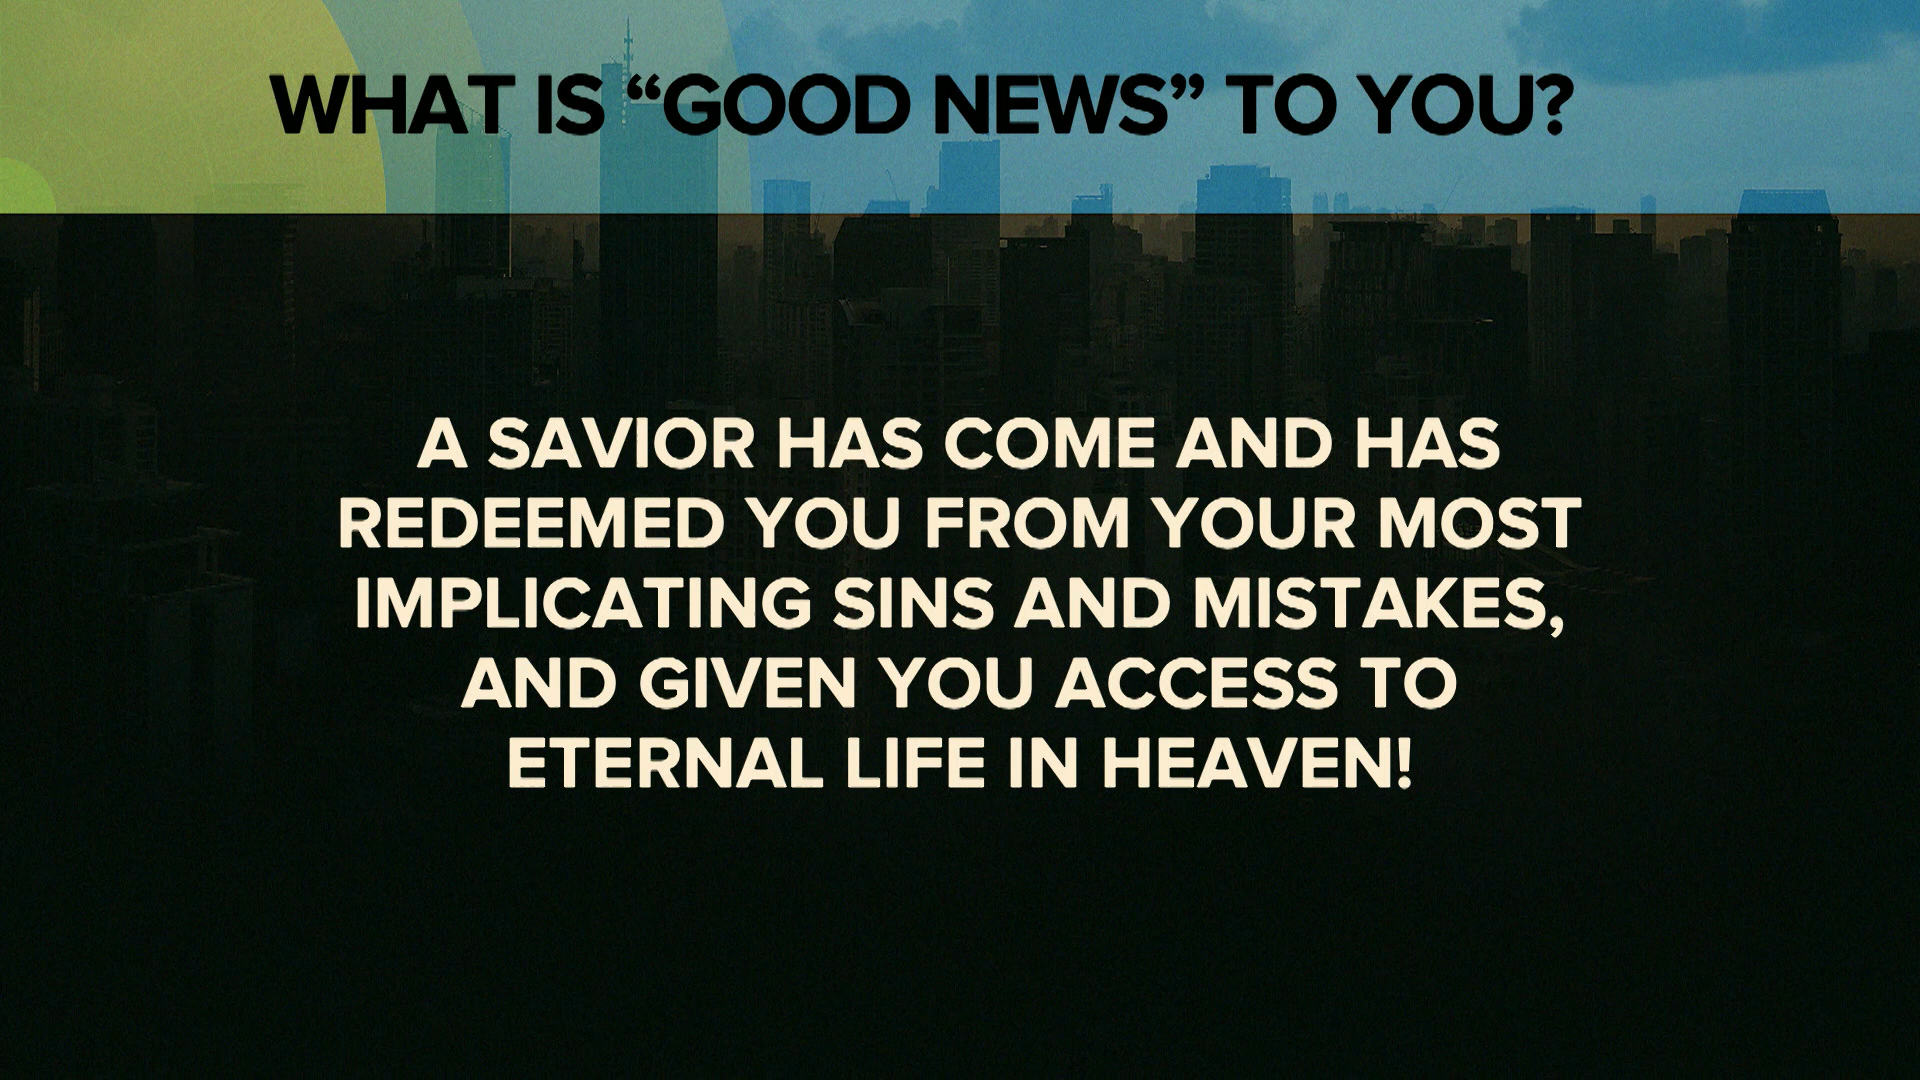 WHAT IS “GOOD NEWS” TO YOU?
A SAVIOR HAS COME AND HAS
REDEEMED YOU FROM YOUR MOST
IMPLICATING SINS AND MISTAKES,
AND GIVEN YOU ACCESS TO
ETERNAL LIFE IN HEAVEN!